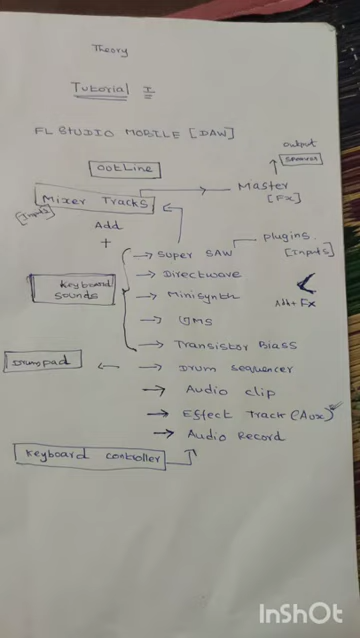 Theory
Tutorial I
FL STUDIO MOBILE [DAW]
OutLine
output
Mixer Tracks
[Inputs]
Master
[Fx]
Add
+
plugins
[Inputs]
Super SAW
Directwave
Minisynth
GMS
Transistor Bass
keyboard
sounds
Add + Fx
Drumpad
Drum sequencer
Audio clip
Effect Track (Aux)
Audio Record
keyboard controller
InShOt